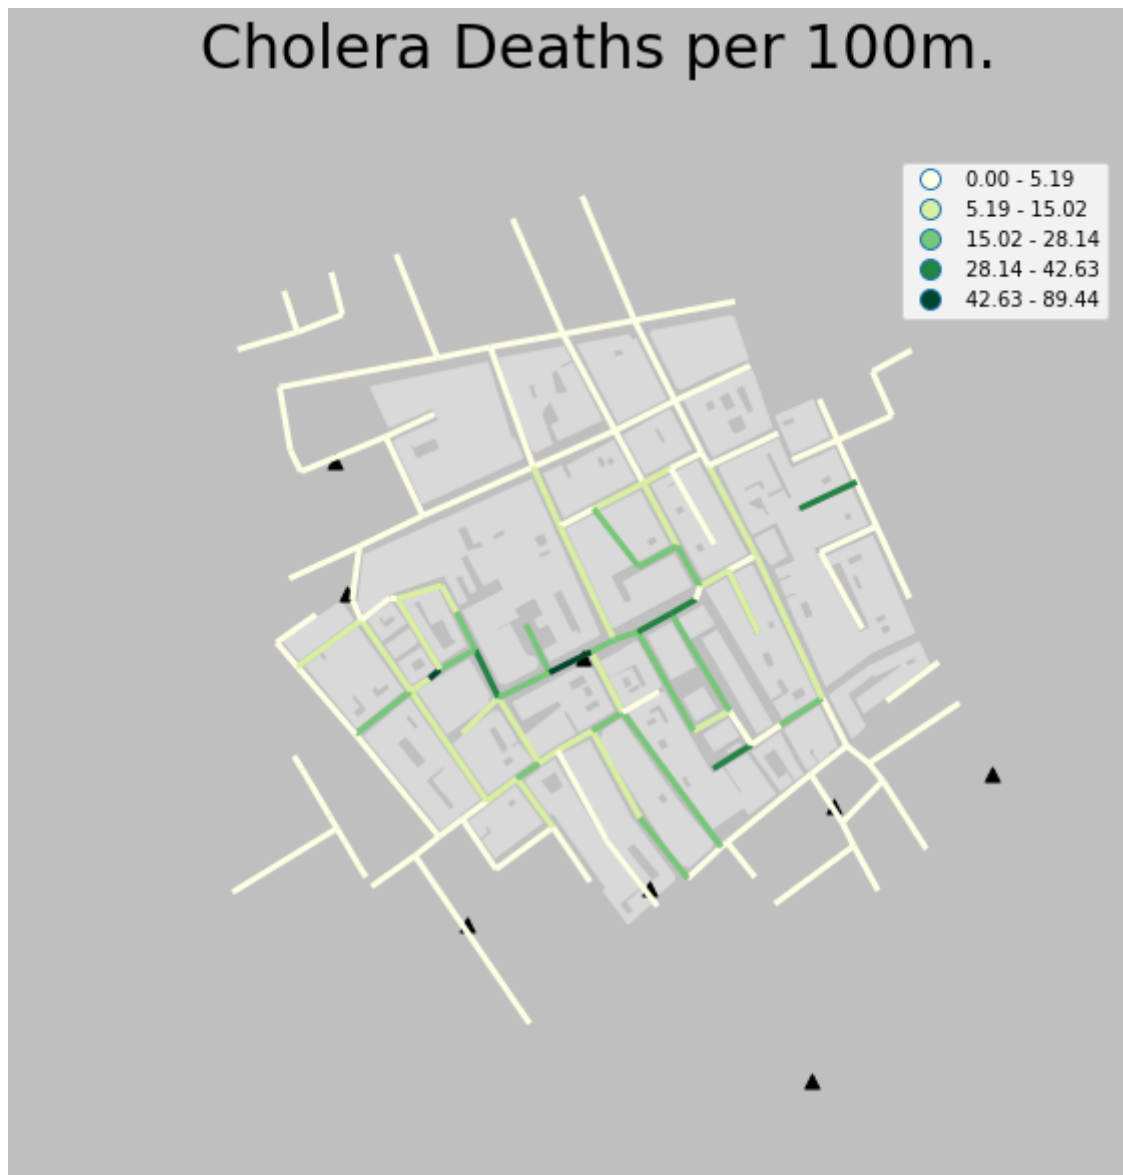 Cholera Deaths per 100m.
0.00 - 5.19
5.19 - 15.02
15.02 - 28.14
28.14 - 42.63
42.63 - 89.44